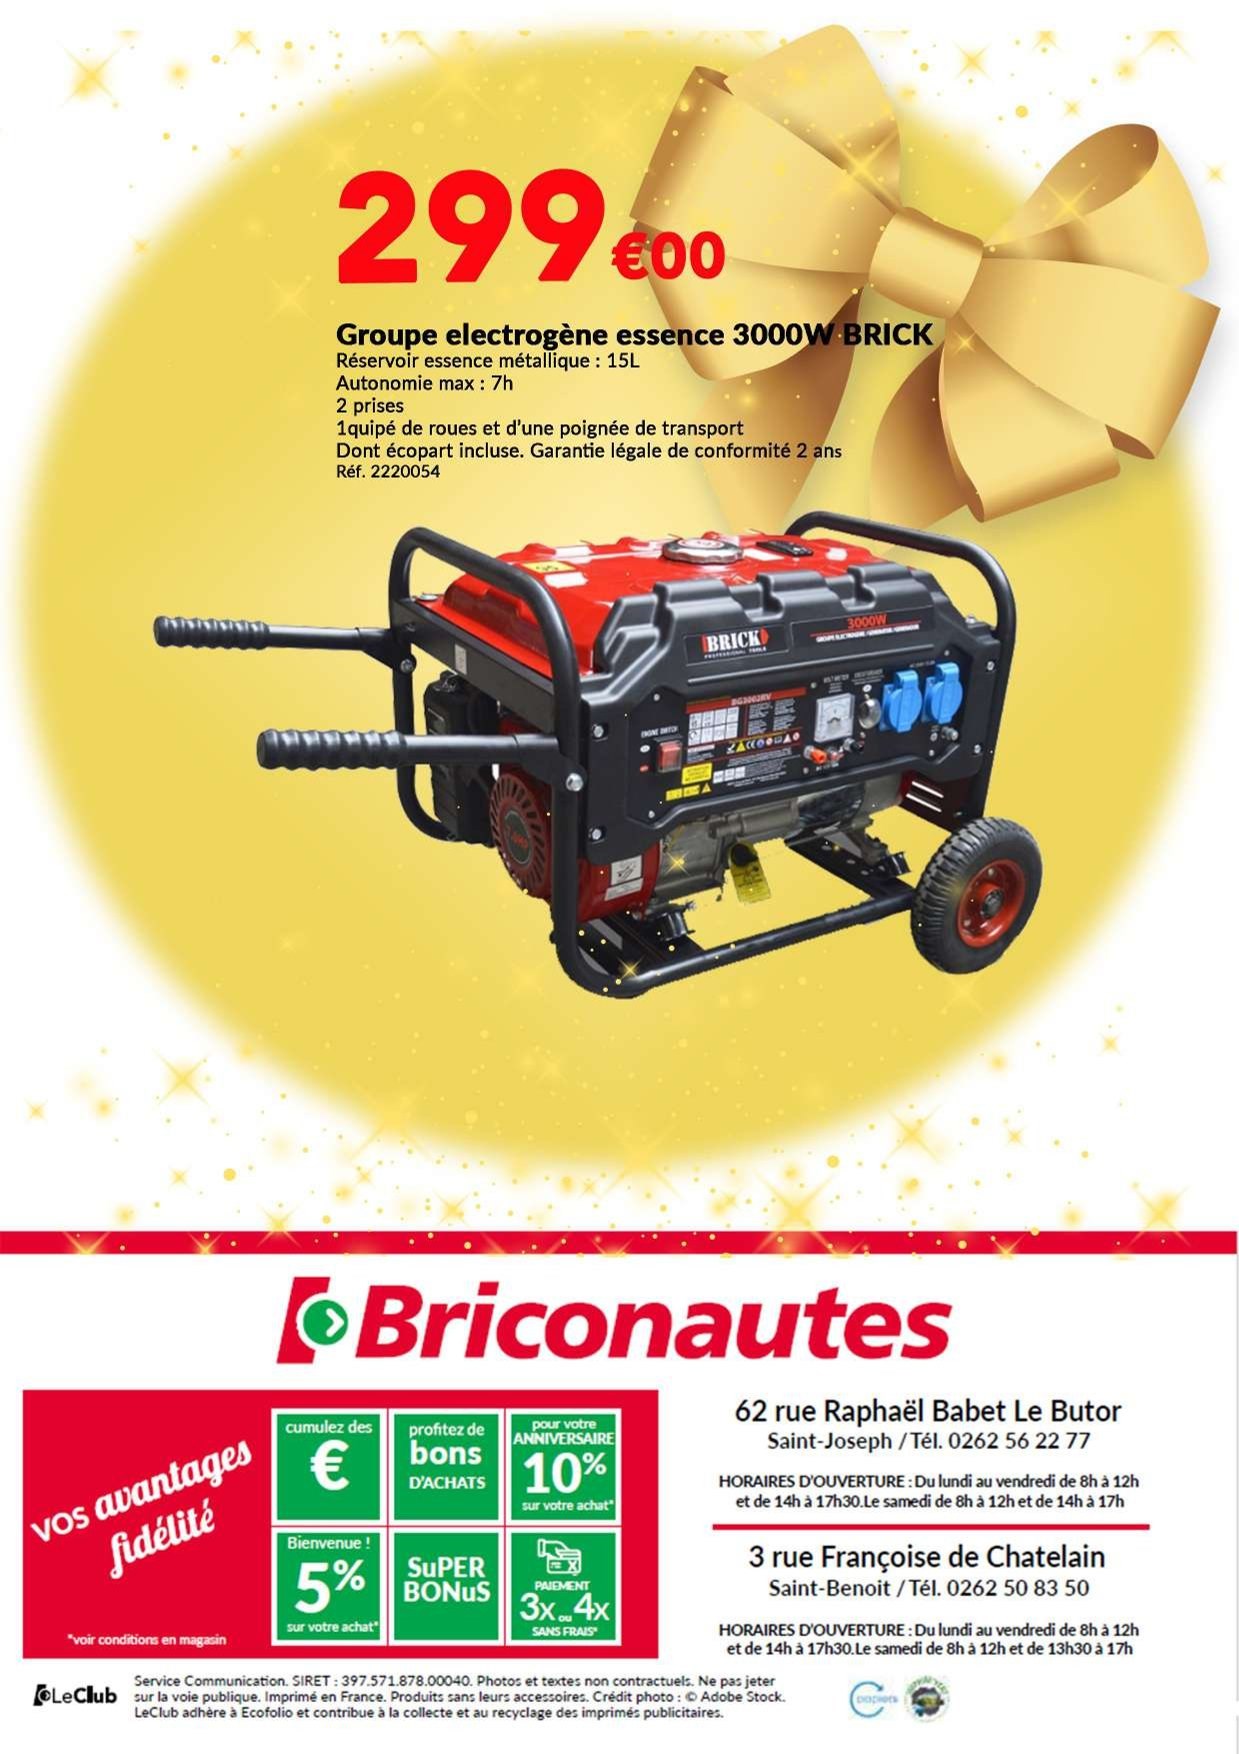 299€00
Groupe electrogène essence 3000W BRICK
Réservoir essence métallique : 15L
Autonomie max : 7h
2 prises
1quipé de roues et d'une poignée de transport
Dont écopart incluse. Garantie légale de conformité 2 ans
Réf. 2220054
BRICK
PROFESSIONAL TOOLS
3000W
BG3002RV
VOLT METER
ENGINE SWITCH
Briconautes
vos avantages
fidélité
*voir conditions en magasin
cumulez des
€
profitez de
bons
D'ACHATS
pour votre
ANNIVERSAIRE
10%
sur votre achat*
Bienvenue !
5%
sur votre achat*
SuPER
BONuS
PAIEMENT
3x ou 4x
SANS FRAIS*
62 rue Raphaël Babet Le Butor
Saint-Joseph / Tél. 0262 56 22 77
HORAIRES D'OUVERTURE : Du lundi au vendredi de 8h à 12h
et de 14h à 17h30.Le samedi de 8h à 12h et de 14h à 17h
3 rue Françoise de Chatelain
Saint-Benoit / Tél. 0262 50 83 50
HORAIRES D'OUVERTURE : Du lundi au vendredi de 8h à 12h
et de 14h à 17h30.Le samedi de 8h à 12h et de 13h30 à 17h
LeClub
Service Communication. SIRET : 397.571.878.00040. Photos et textes non contractuels. Ne pas jeter
sur la voie publique. Imprimé en France. Produits sans leurs accessoires. Crédit photo : © Adobe Stock.
LeClub adhère à Ecofolio et contribue à la collecte et au recyclage des imprimés publicitaires.
papiers